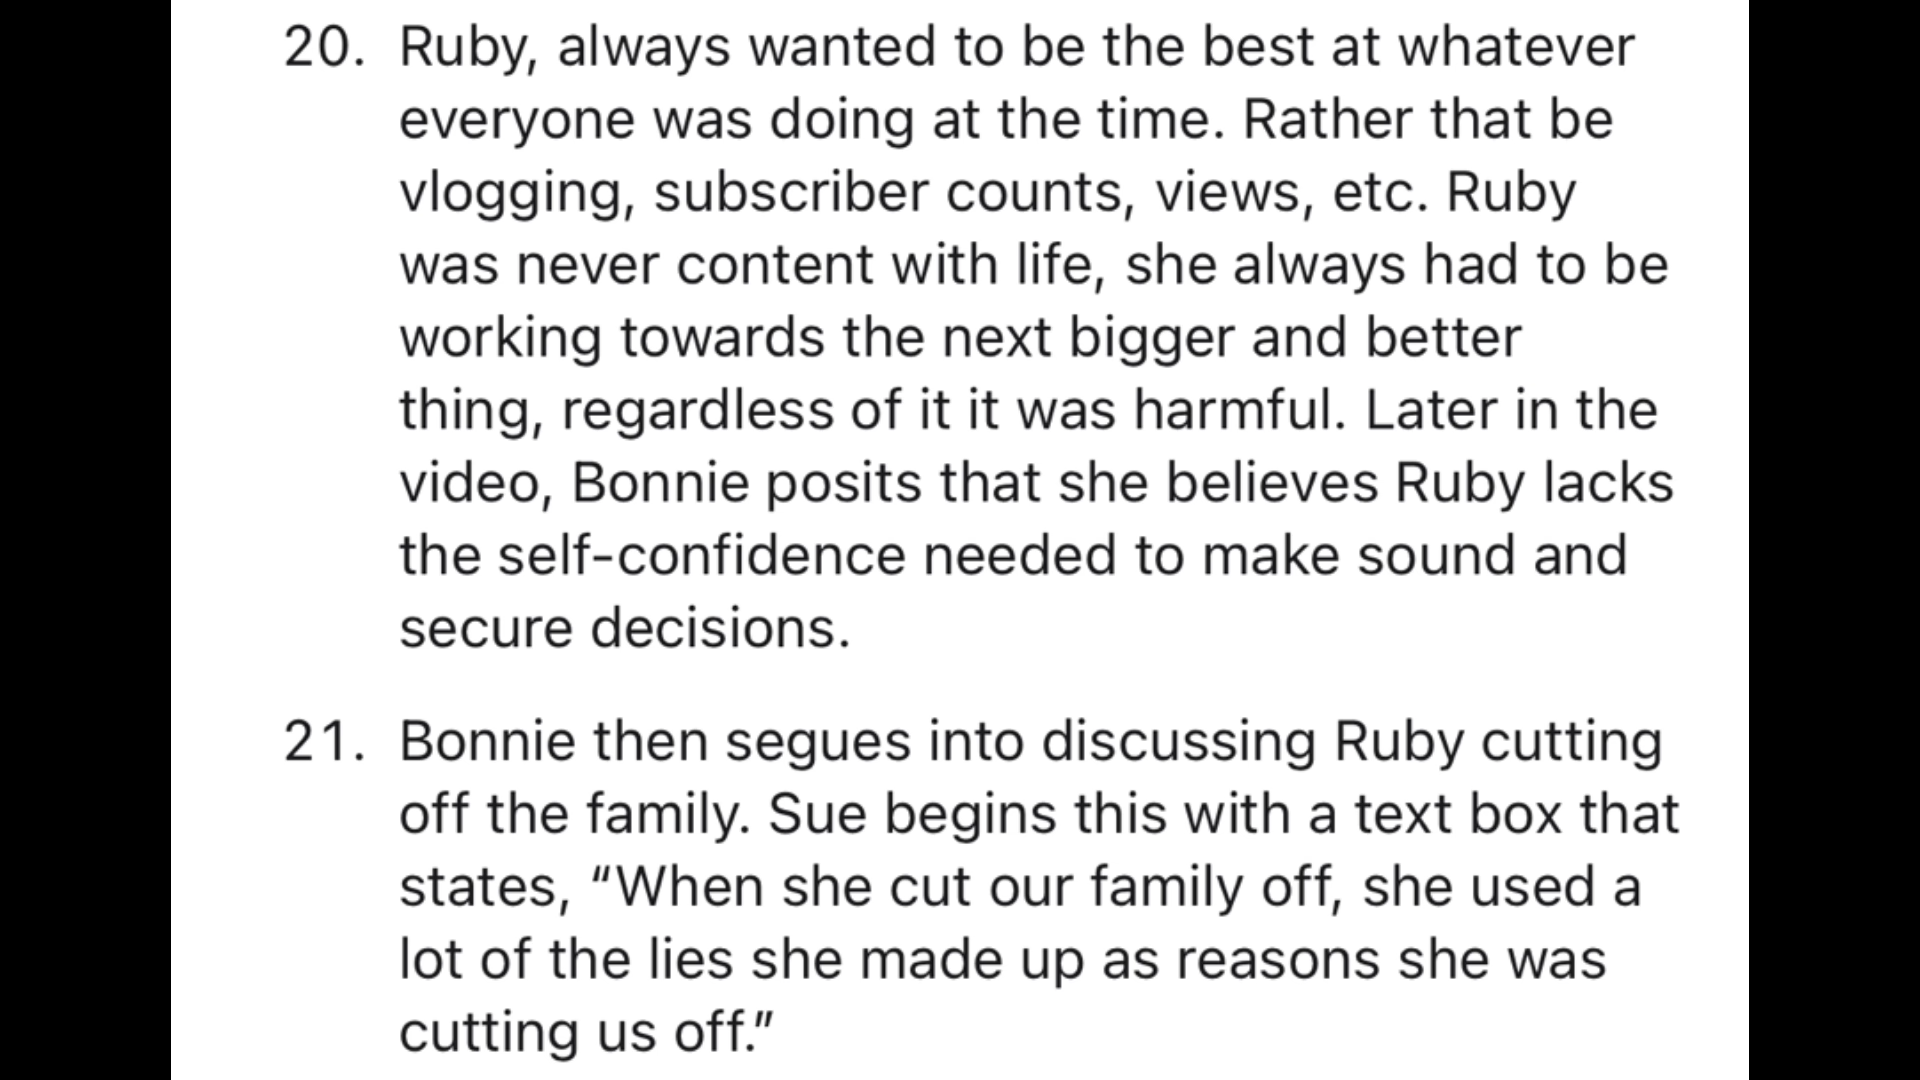 20. Ruby, always wanted to be the best at whatever
everyone was doing at the time. Rather that be
vlogging, subscriber counts, views, etc. Ruby
was never content with life, she always had to be
working towards the next bigger and better
thing, regardless of it it was harmful. Later in the
video, Bonnie posits that she believes Ruby lacks
the self-confidence needed to make sound and
secure decisions.
21. Bonnie then segues into discussing Ruby cutting
off the family. Sue begins this with a text box that
states, “When she cut our family off, she used a
lot of the lies she made up as reasons she was
cutting us off.”